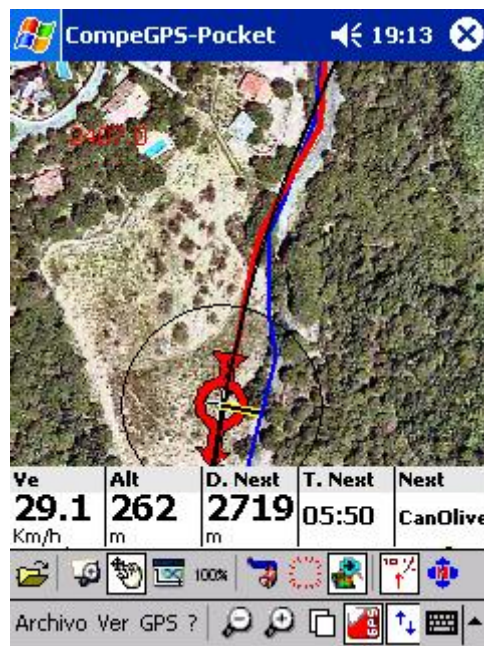 CompeGPS-Pocket 19:13
Ve Alt D. Next T. Next Next
29.1 262 2719 05:50 CanOlive
Km/h m m
100%
Archivo Ver GPS ? GPS